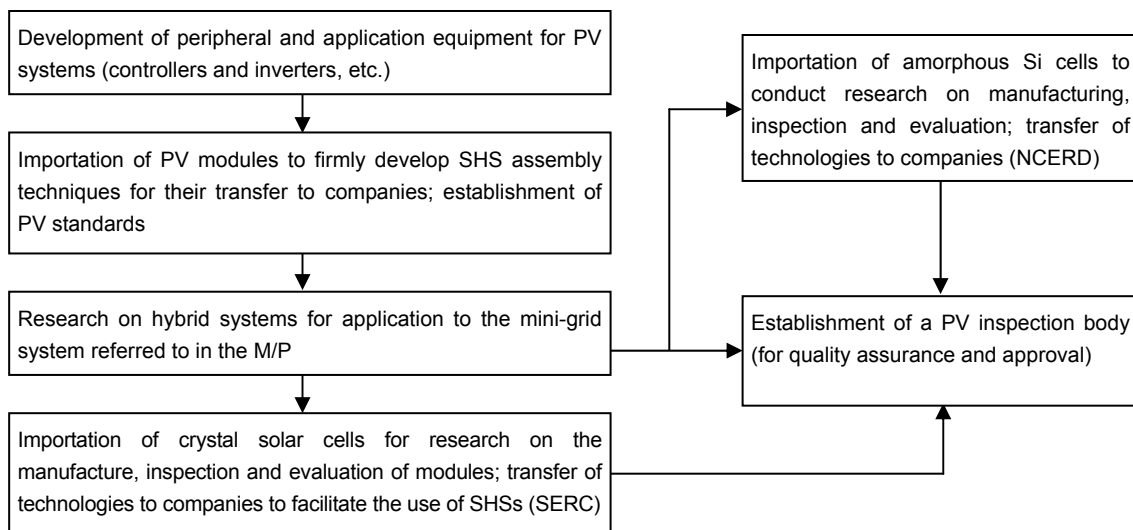 Development of peripheral and application equipment for PV
systems (controllers and inverters, etc.)
Importation of PV modules to firmly develop SHS assembly
techniques for their transfer to companies; establishment of
PV standards
Research on hybrid systems for application to the mini-grid
system referred to in the M/P
Importation of crystal solar cells for research on the
manufacture, inspection and evaluation of modules; transfer of
technologies to companies to facilitate the use of SHSs (SERC)
Importation of amorphous Si cells to
conduct research on manufacturing,
inspection and evaluation; transfer of
technologies to companies (NCERD)
Establishment of a PV inspection body
(for quality assurance and approval)